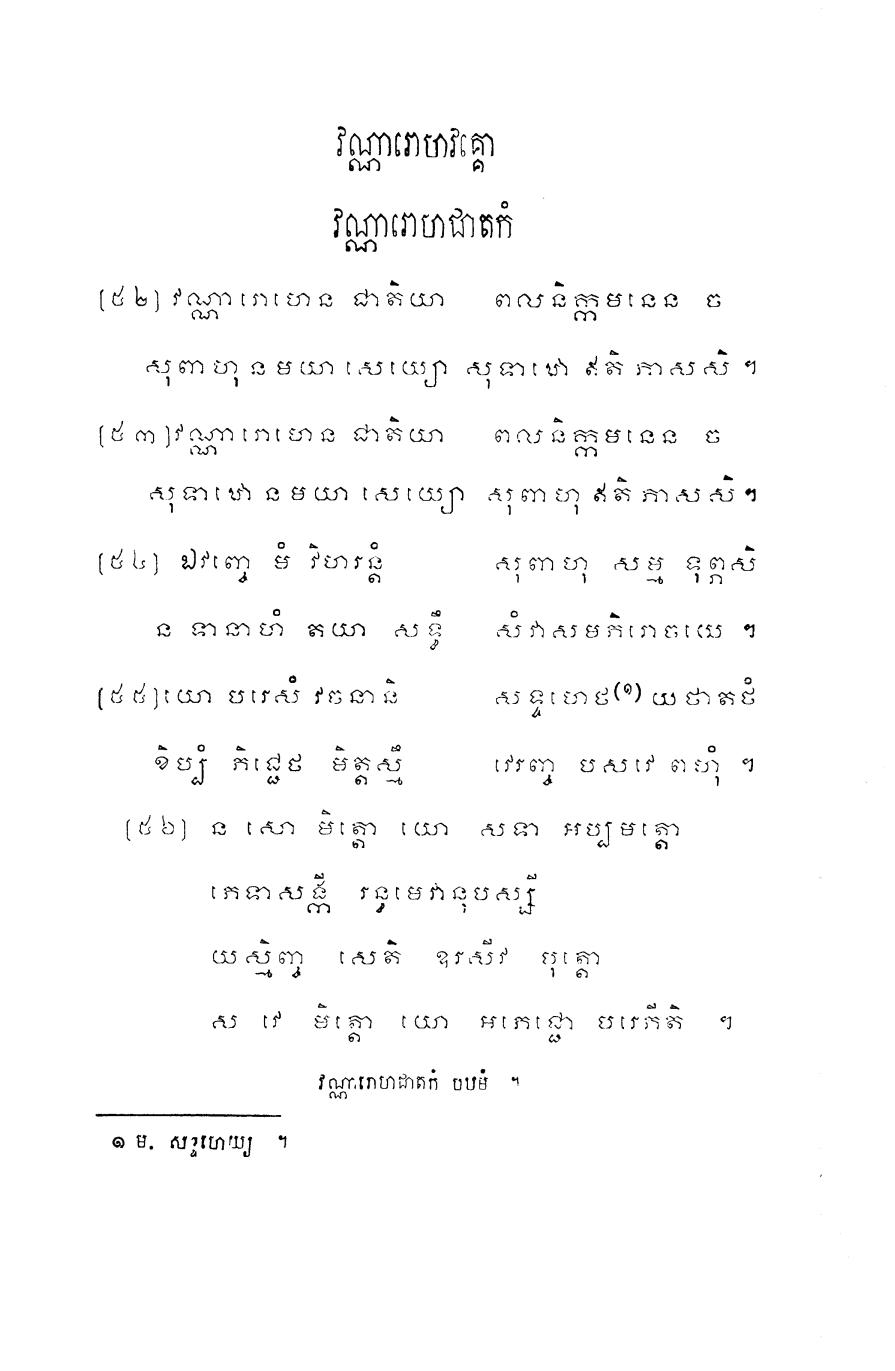 វណ្ណារោហវគ្គោ
វណ្ណារោហជាតកំ
(៥២) វណ្ណារោហេន ជាតិយា ពលនិក្កមនេន ច
សុពាហុ ន មយា សេយ្យោ សុទាឋោ ឥតិ ភាសសិ ។
(៥៣) វណ្ណារោហេន ជាតិយា ពលនិក្កមនេន ច
សុទាឋោ ន មយា សេយ្យោ សុពាហុ ឥតិ ភាសសិ ។
(៥៤) ឯវញ្ចេ មំ វិហរន្តំ សុពាហុ សម្ម ទុព្ភសិ
ន ទានាហំ តយា សទ្ធឹ សំវាសមភិរោចយេ ។
(៥៥) យោ បរេសំ វចនានិ សទ្ទហេថ(១) យថាតថំ
ខិប្បំ ភិជ្ជេថ មិត្តស្មឹ វេរញ្ច បសវេ ពហុំ ។
(៥៦) ន សោ មិត្តោ យោ សទា អប្បមត្តោ
ភេទាសង្កី រន្ធមេវានុបស្សី
យស្មិញ្ច សេតិ ឧរសីវ បុត្តោ
ស វេ មិត្តោ យោ អភេជ្ជោ បរេភីតិ ។
វណ្ណារោហជាតកំ បឋមំ ។
១ ម. សទ្ទហេយ្យ ។